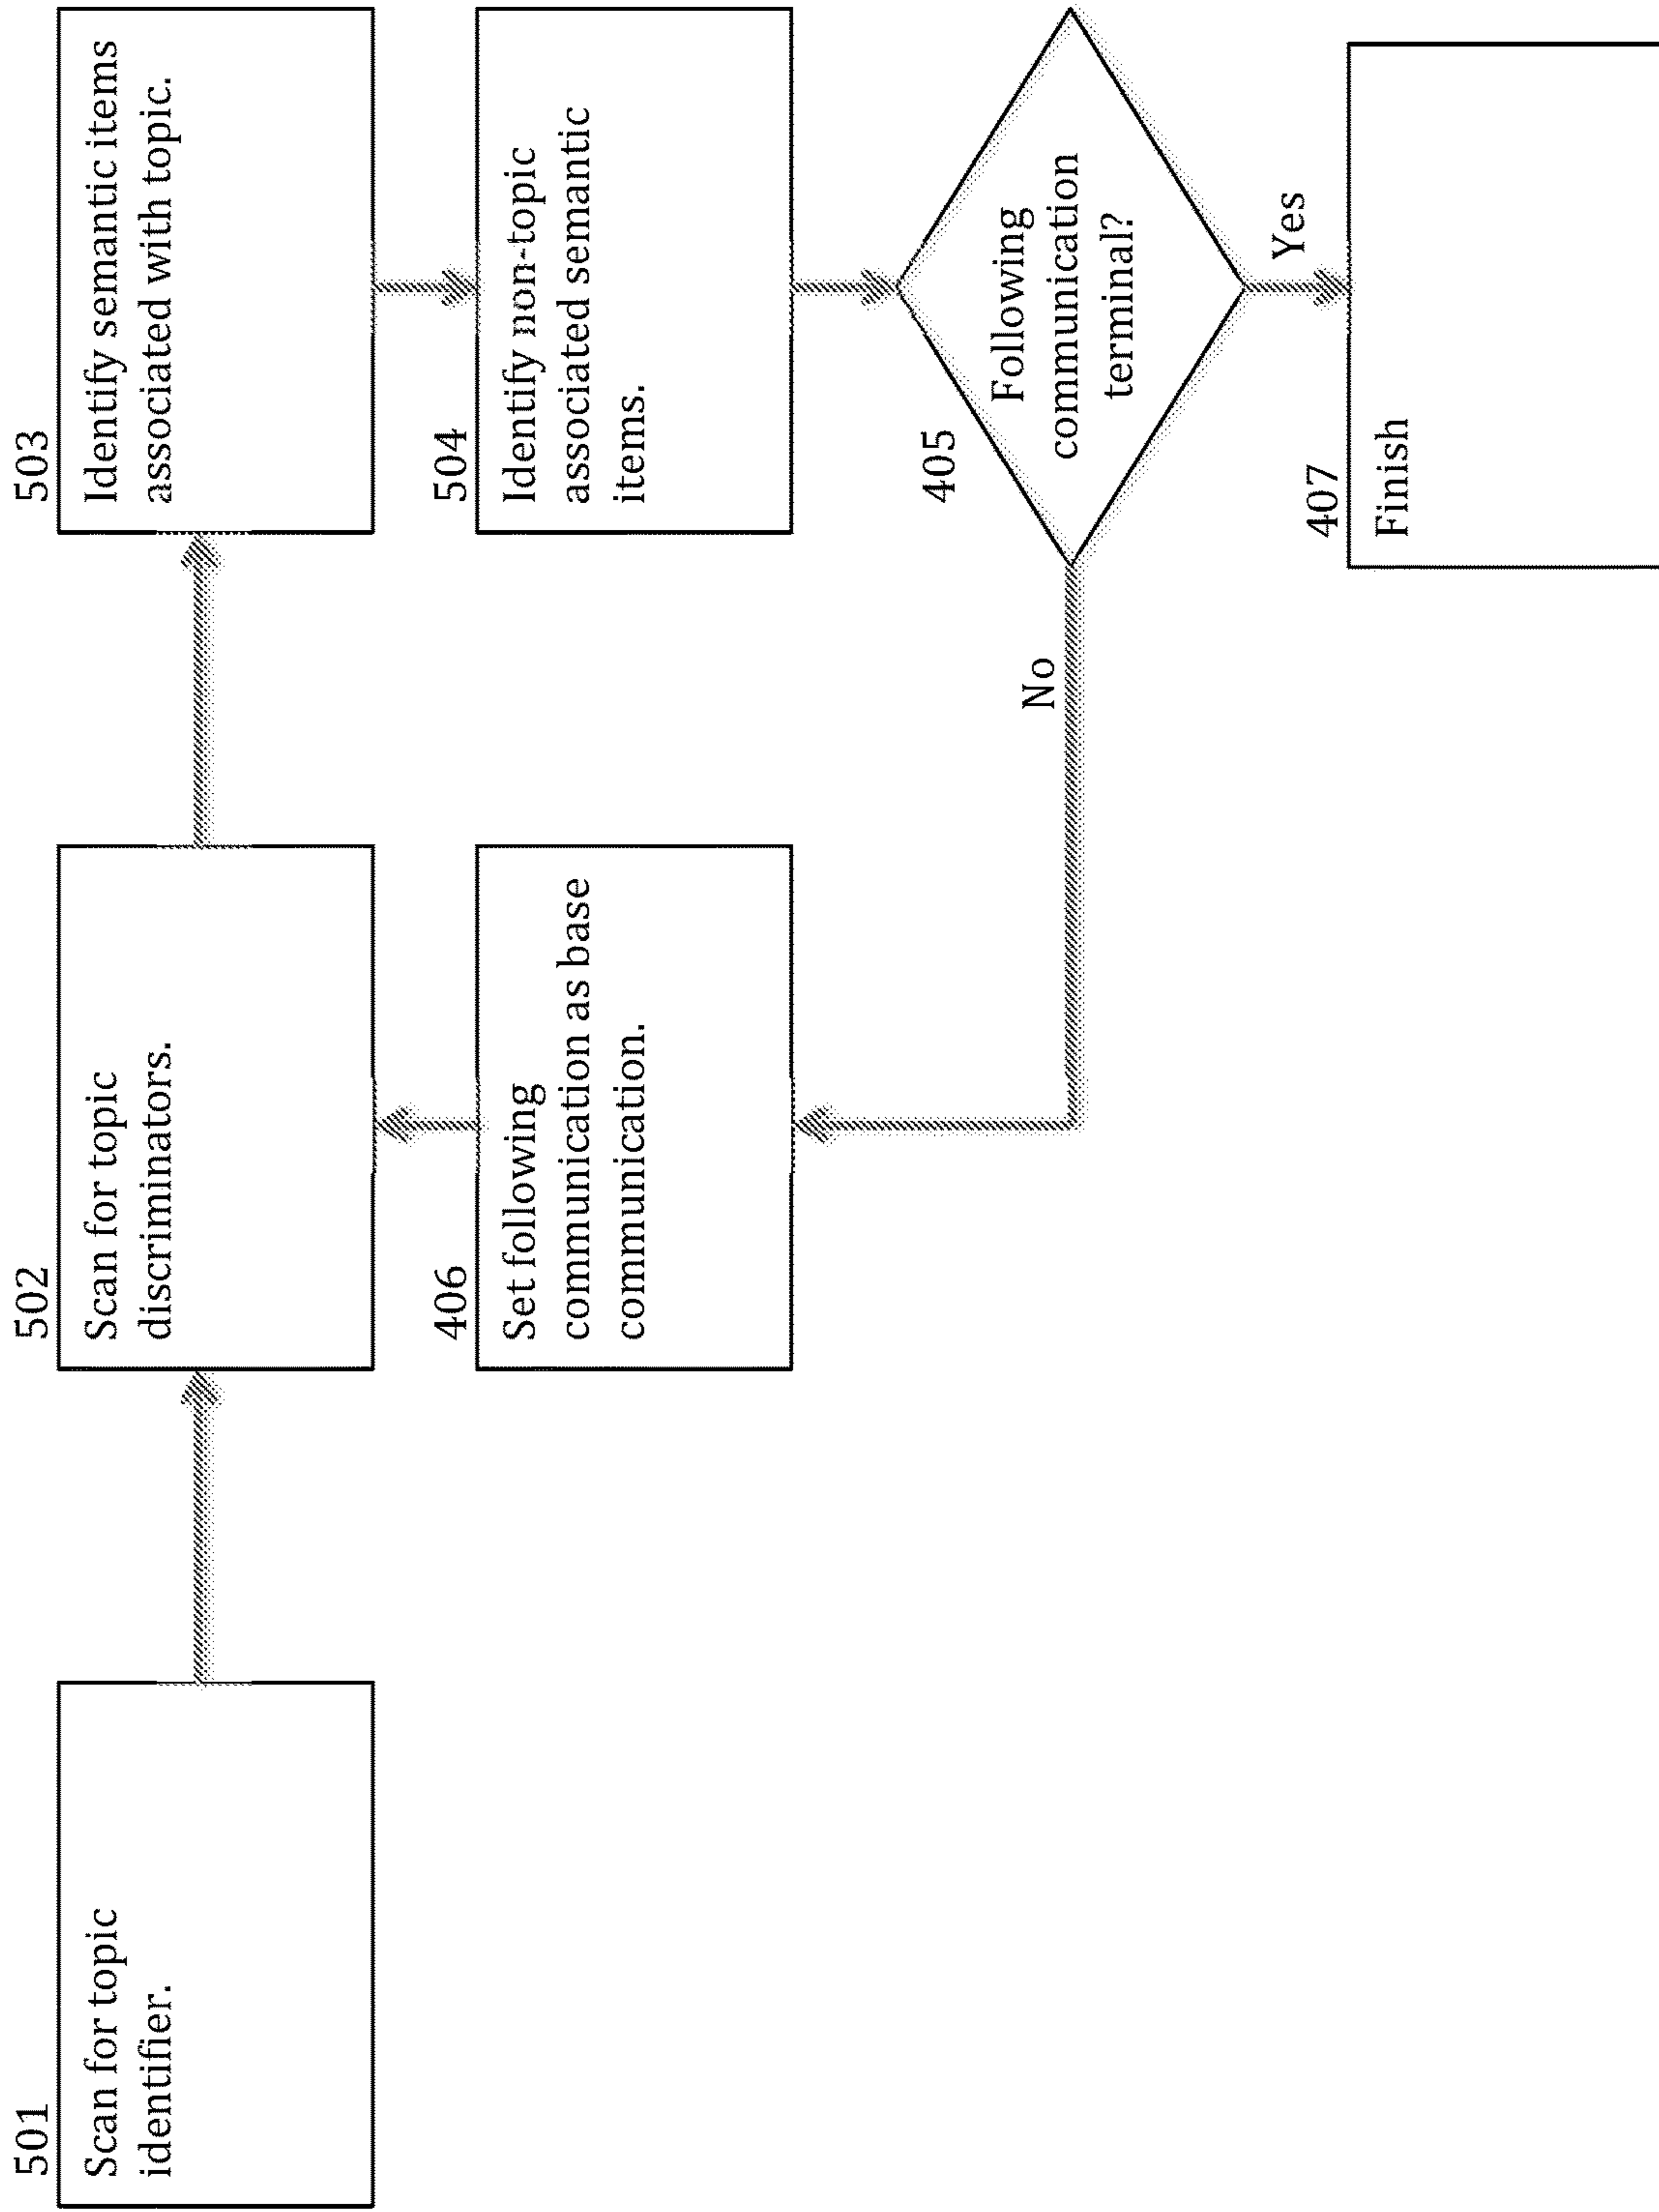 501
Scan for topic
identifier.
502
Scan for topic
discriminators.
503
Identify semantic items
associated with topic.
406
Set following
communication as base
communication.
504
Identify non-topic
associated semantic
items.
405
Following
communication
terminal?
No
Yes
407
Finish